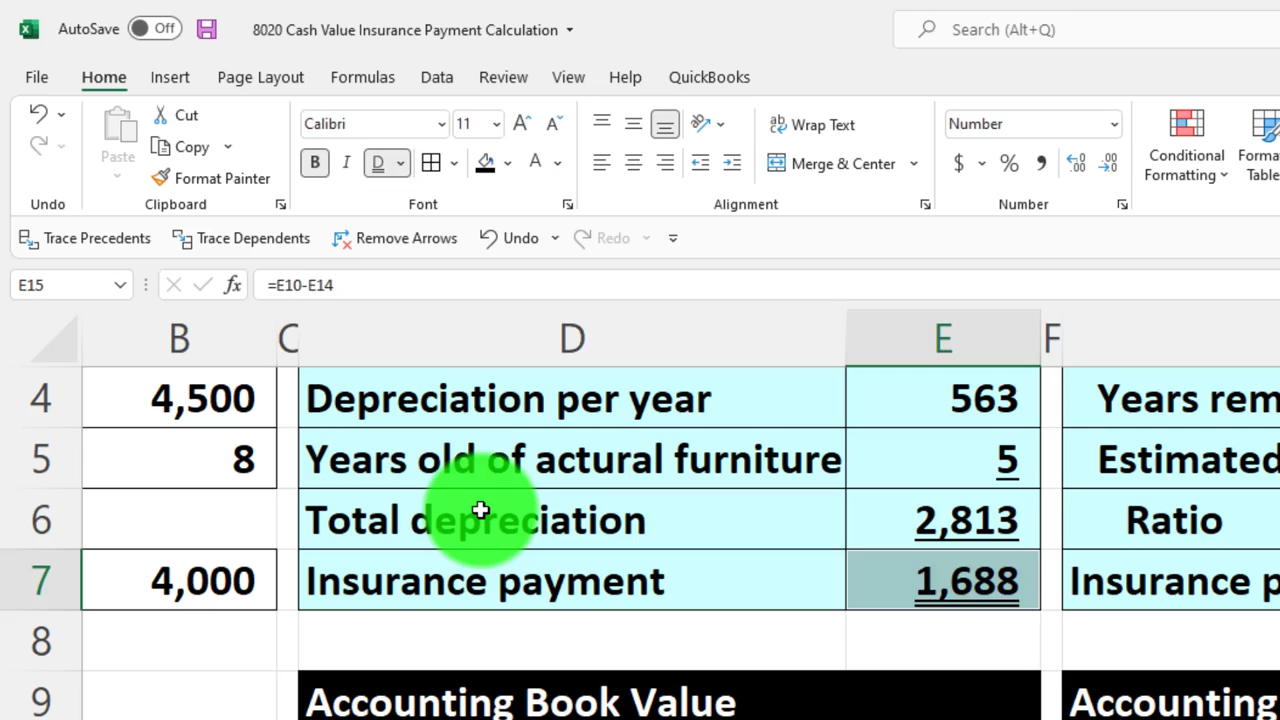 AutoSave Off 8020 Cash Value Insurance Payment Calculation Search (Alt+Q)
File Home Insert Page Layout Formulas Data Review View Help QuickBooks
Paste
Cut
Copy
Format Painter
Calibri 11
B I D A
ab Wrap Text
Merge & Center
Number
$ %
Conditional
Formatting
Undo Clipboard Font Alignment Number
Trace Precedents Trace Dependents Remove Arrows Undo Redo
E15 fx =E10-E14
B C D E F
4 4,500 Depreciation per year 563 Years
5 8 Years old of actural furniture 5 Estimated
6 Total depreciation 2,813 Ratio
7 4,000 Insurance payment 1,688 Insurance
8
9 Accounting Book Value Accounting